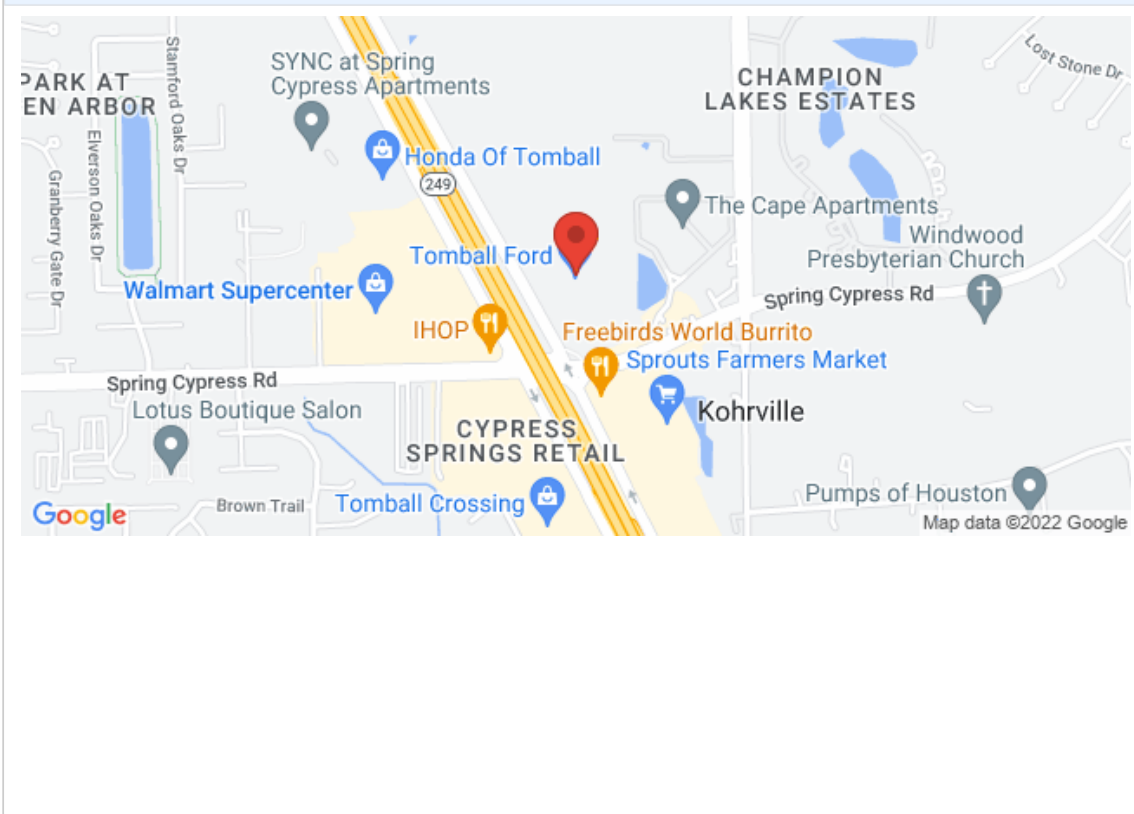 PARK AT
EN ARBOR
Stamford Oaks Dr
Elverson Oaks Dr
Granberry Gate Dr
SYNC at Spring
Cypress Apartments
Honda Of Tomball
249
CHAMPION
LAKES ESTATES
Lost Stone Dr
The Cape Apartments
Tomball Ford
Windwood
Presbyterian Church
Walmart Supercenter
Spring Cypress Rd
IHOP
Freebirds World Burrito
Sprouts Farmers Market
Spring Cypress Rd
Lotus Boutique Salon
Kohrville
CYPRESS
SPRINGS RETAIL
Brown Trail
Tomball Crossing
Pumps of Houston
Google
Map data ©2022 Google